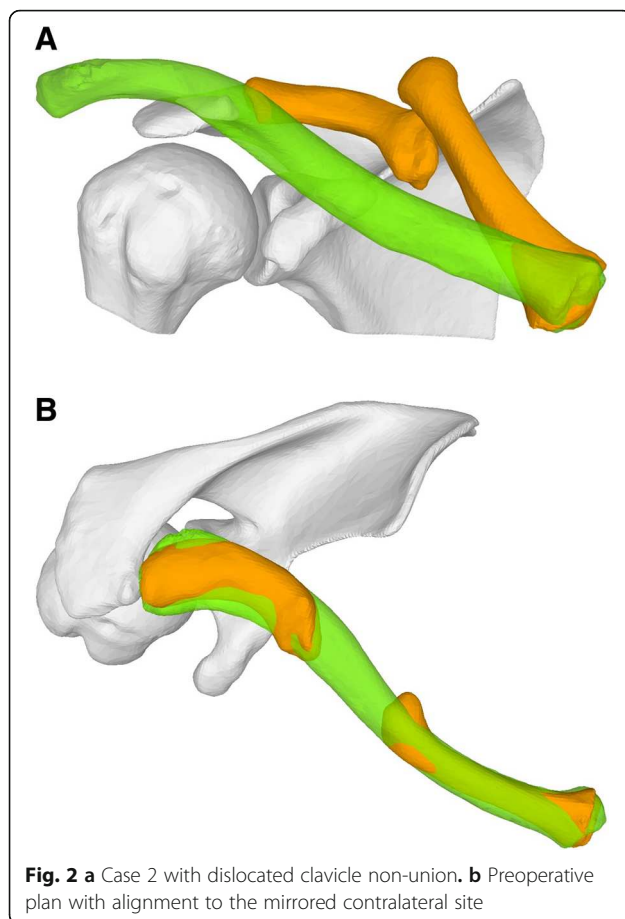 A
B
Fig. 2 a Case 2 with dislocated clavicle non-union. b Preoperative
plan with alignment to the mirrored contralateral site